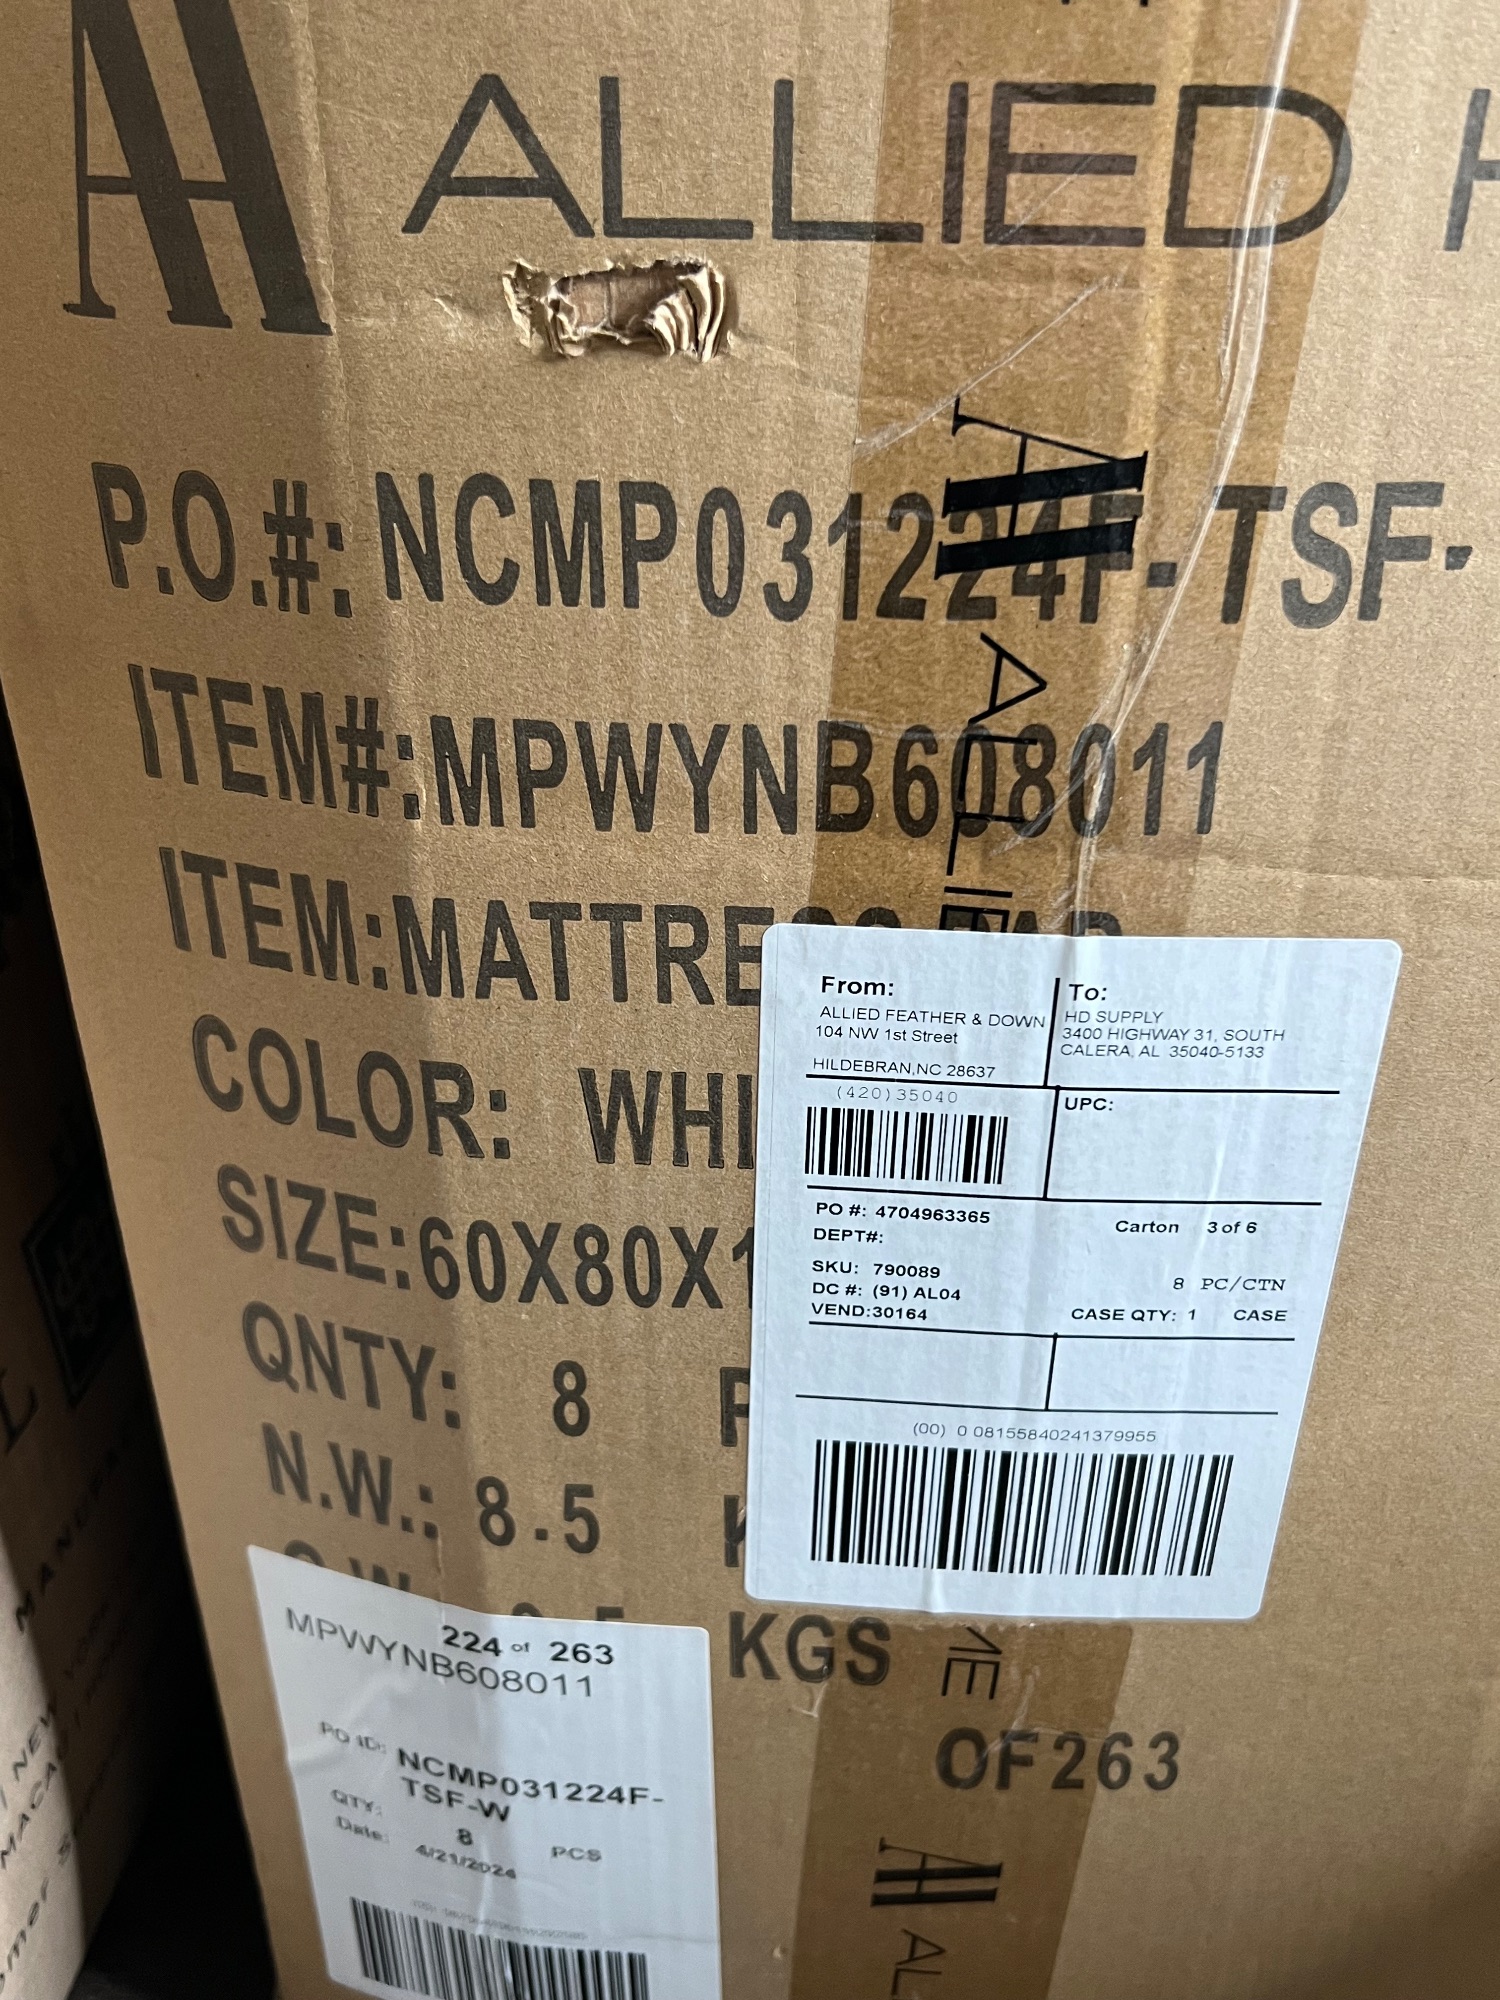 ALLIED H
P.O.#: NCMP031224F-TSF-
ITEM#:MPWYNB608011
ITEM:MATTRE
COLOR: WHI
SIZE:60X80X1
QNTY: 8 P
N.W.: 8.5 K
KGS
OF 263
ALLIED
ME
AL
From:
ALLIED FEATHER & DOWN
104 NW 1st Street
HILDEBRAN,NC 28637
To:
HD SUPPLY
3400 HIGHWAY 31, SOUTH
CALERA, AL 35040-5133
(420)35040
UPC:
PO #: 4704963365
DEPT#:
Carton 3 of 6
SKU: 790089
DC #: (91) AL04
VEND:30164
8 PC/CTN
CASE QTY: 1 CASE
(00) 0 08155840241379955
224 of 263
MPWYNB608011
PO ID: NCMP031224F-
TSF-W
QTY: 8 PCS
Date: 4/21/2024
L
NEW